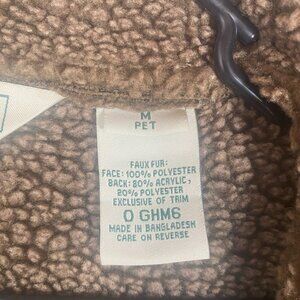 M
PET
FAUX FUR:
FACE: 100% POLYESTER
BACK: 80% ACRYLIC,
20% POLYESTER
EXCLUSIVE OF TRIM
0 GHM6
MADE IN BANGLADESH
CARE ON REVERSE